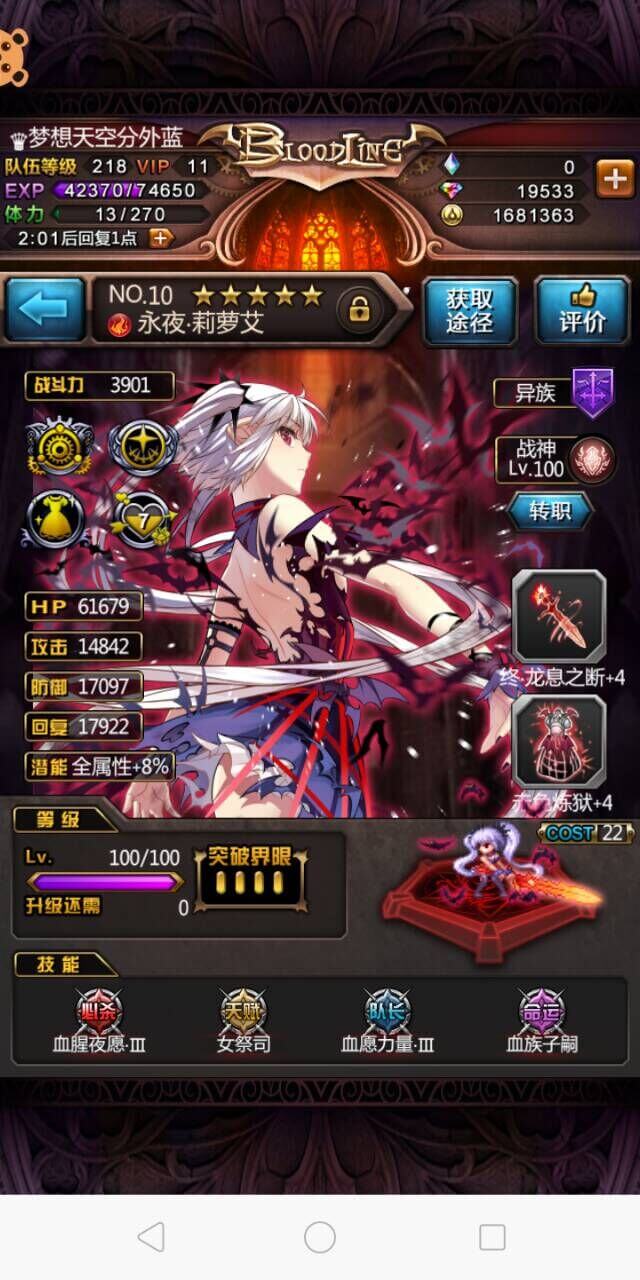 梦想天空分外蓝
BLOODLINE
队伍等级 218 VIP 11
0
EXP 42370/74650
19533
体力 13/270
1681363
2:01后回复1点
NO.10
永夜·莉萝艾
获取
途径
评价
战斗力 3901
异族
战神
Lv.100
转职
7
HP 61679
攻击 14842
防御 17097
回复 17922
潜能 全属性+8%
终·龙息之断+4
赤色炼狱+4
等级
COST 22
Lv. 100/100
突破界限
升级还需 0
技能
必杀
天赋
队长
命运
血腥夜愿·III
女祭司
血愿力量·III
血族子嗣